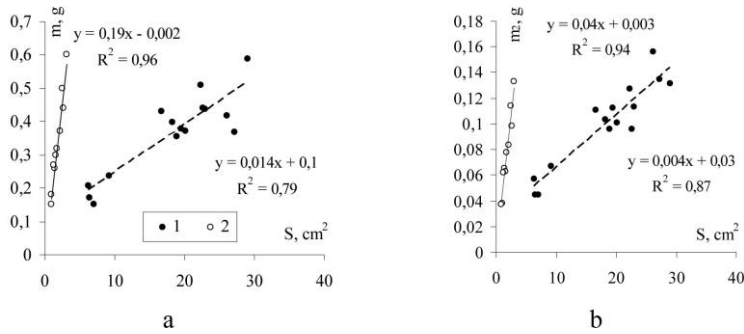 m, g
0,7
0,6
0,5
0,4
0,3
0,2
0,1
0
y = 0,19x - 0,002
R² = 0,96
y = 0,014x + 0,1
R² = 0,79
1 2
S, cm²
0 10 20 30 40
a
m₂, g
0,18
0,16
0,14
0,12
0,1
0,08
0,06
0,04
0,02
0
y = 0,04x + 0,003
R² = 0,94
y = 0,004x + 0,03
R² = 0,87
S, cm²
0 10 20 30 40
b